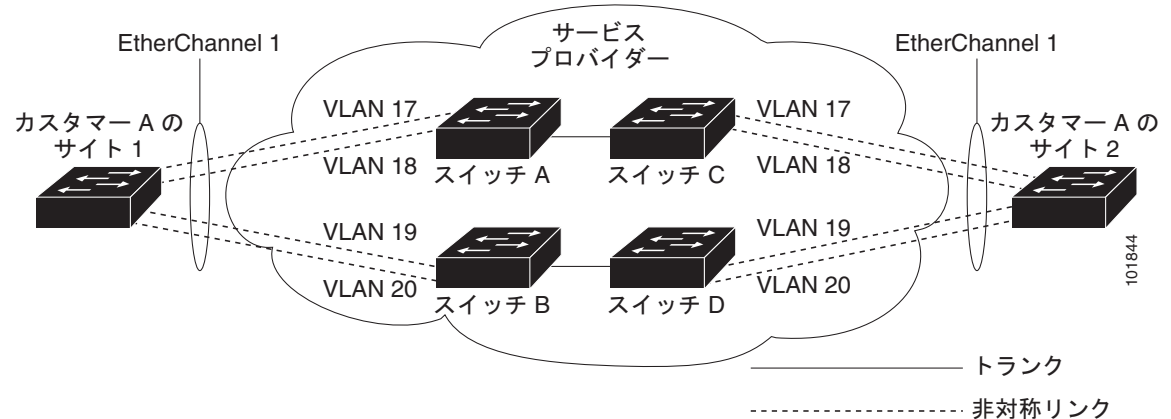 サービス
プロバイダー
EtherChannel 1
EtherChannel 1
カスタマー A の
サイト 1
VLAN 17
VLAN 18
スイッチ A
スイッチ C
VLAN 17
VLAN 18
カスタマー A の
サイト 2
VLAN 19
VLAN 20
スイッチ B
スイッチ D
VLAN 19
VLAN 20
101844
トランク
非対称リンク